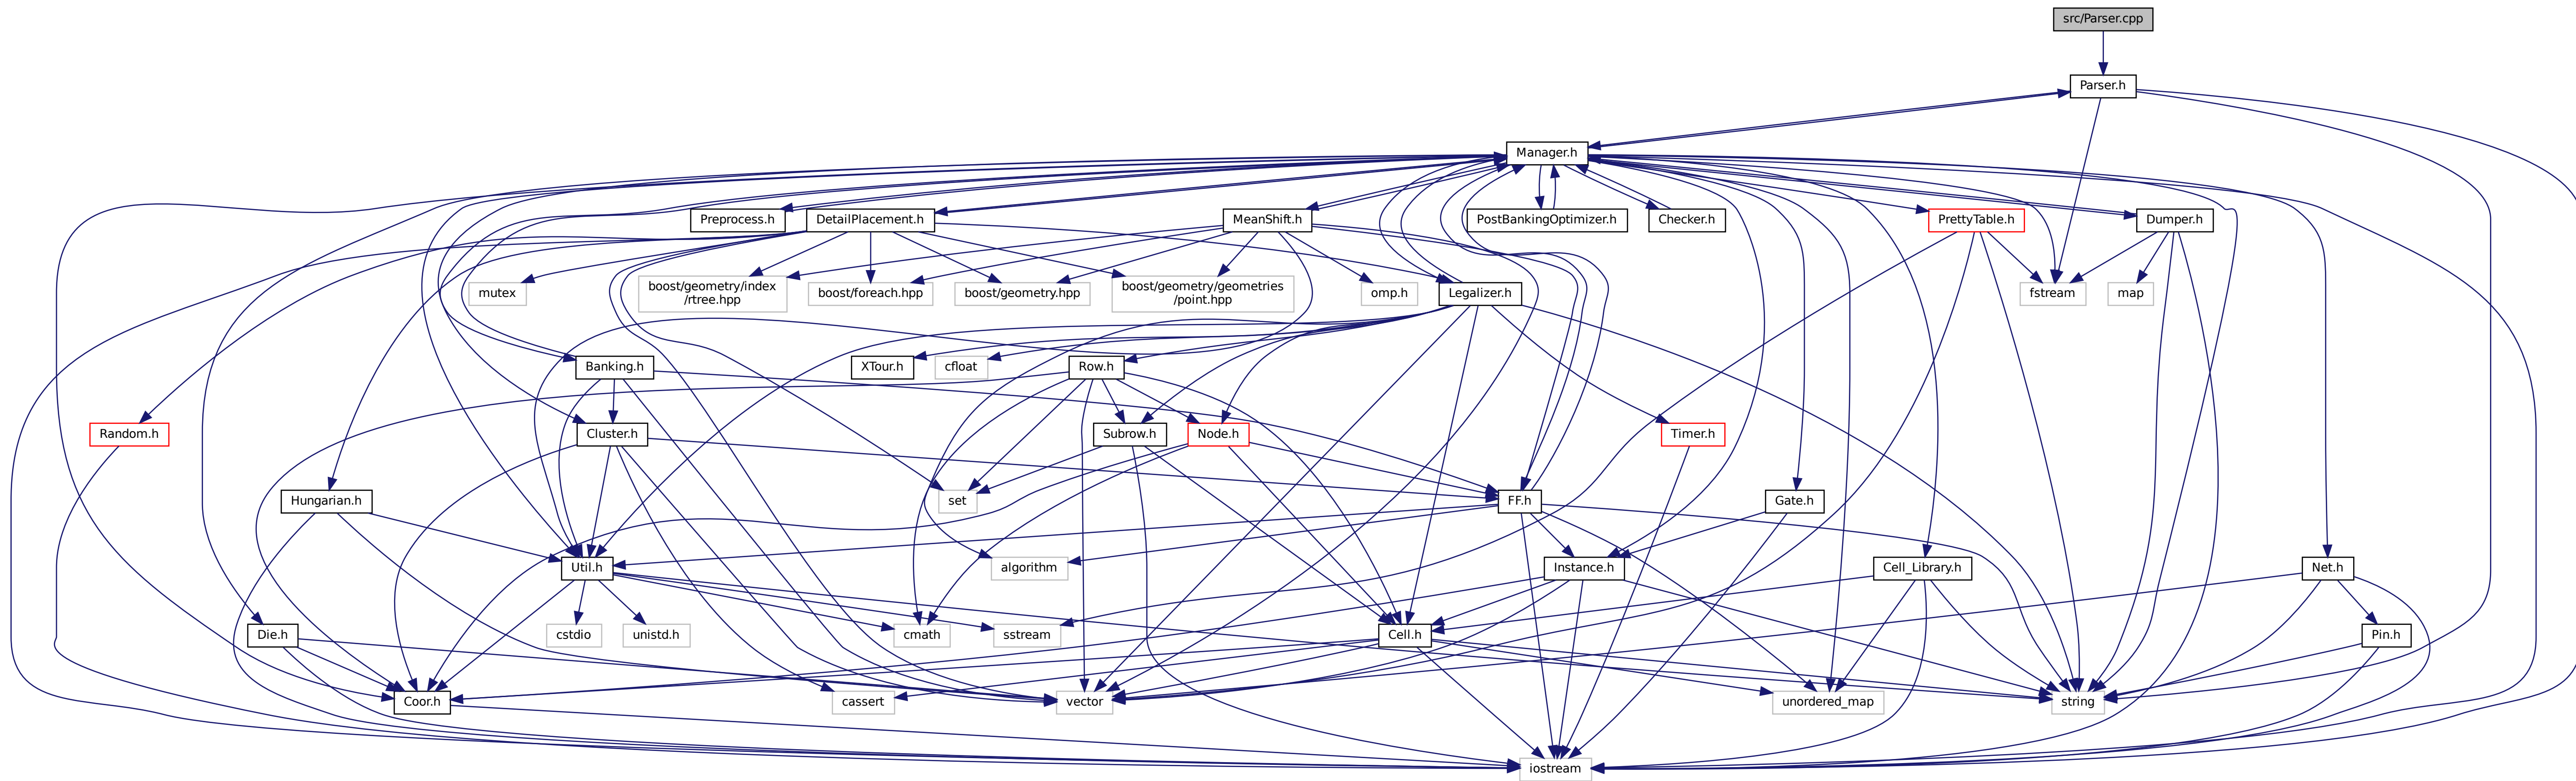 src/Parser.cpp
Parser.h
Manager.h
Preprocess.h
DetailPlacement.h
MeanShift.h
PostBankingOptimizer.h
Checker.h
PrettyTable.h
Dumper.h
mutex
boost/geometry/index
/rtree.hpp
boost/foreach.hpp
boost/geometry.hpp
boost/geometry/geometries
/point.hpp
omp.h
Legalizer.h
fstream
map
Banking.h
XTour.h
cfloat
Row.h
Random.h
Cluster.h
Subrow.h
Node.h
Timer.h
Hungarian.h
set
FF.h
Gate.h
Util.h
algorithm
Instance.h
Cell_Library.h
Net.h
Die.h
cstdio
unistd.h
cmath
sstream
Cell.h
Pin.h
Coor.h
cassert
vector
unordered_map
string
iostream